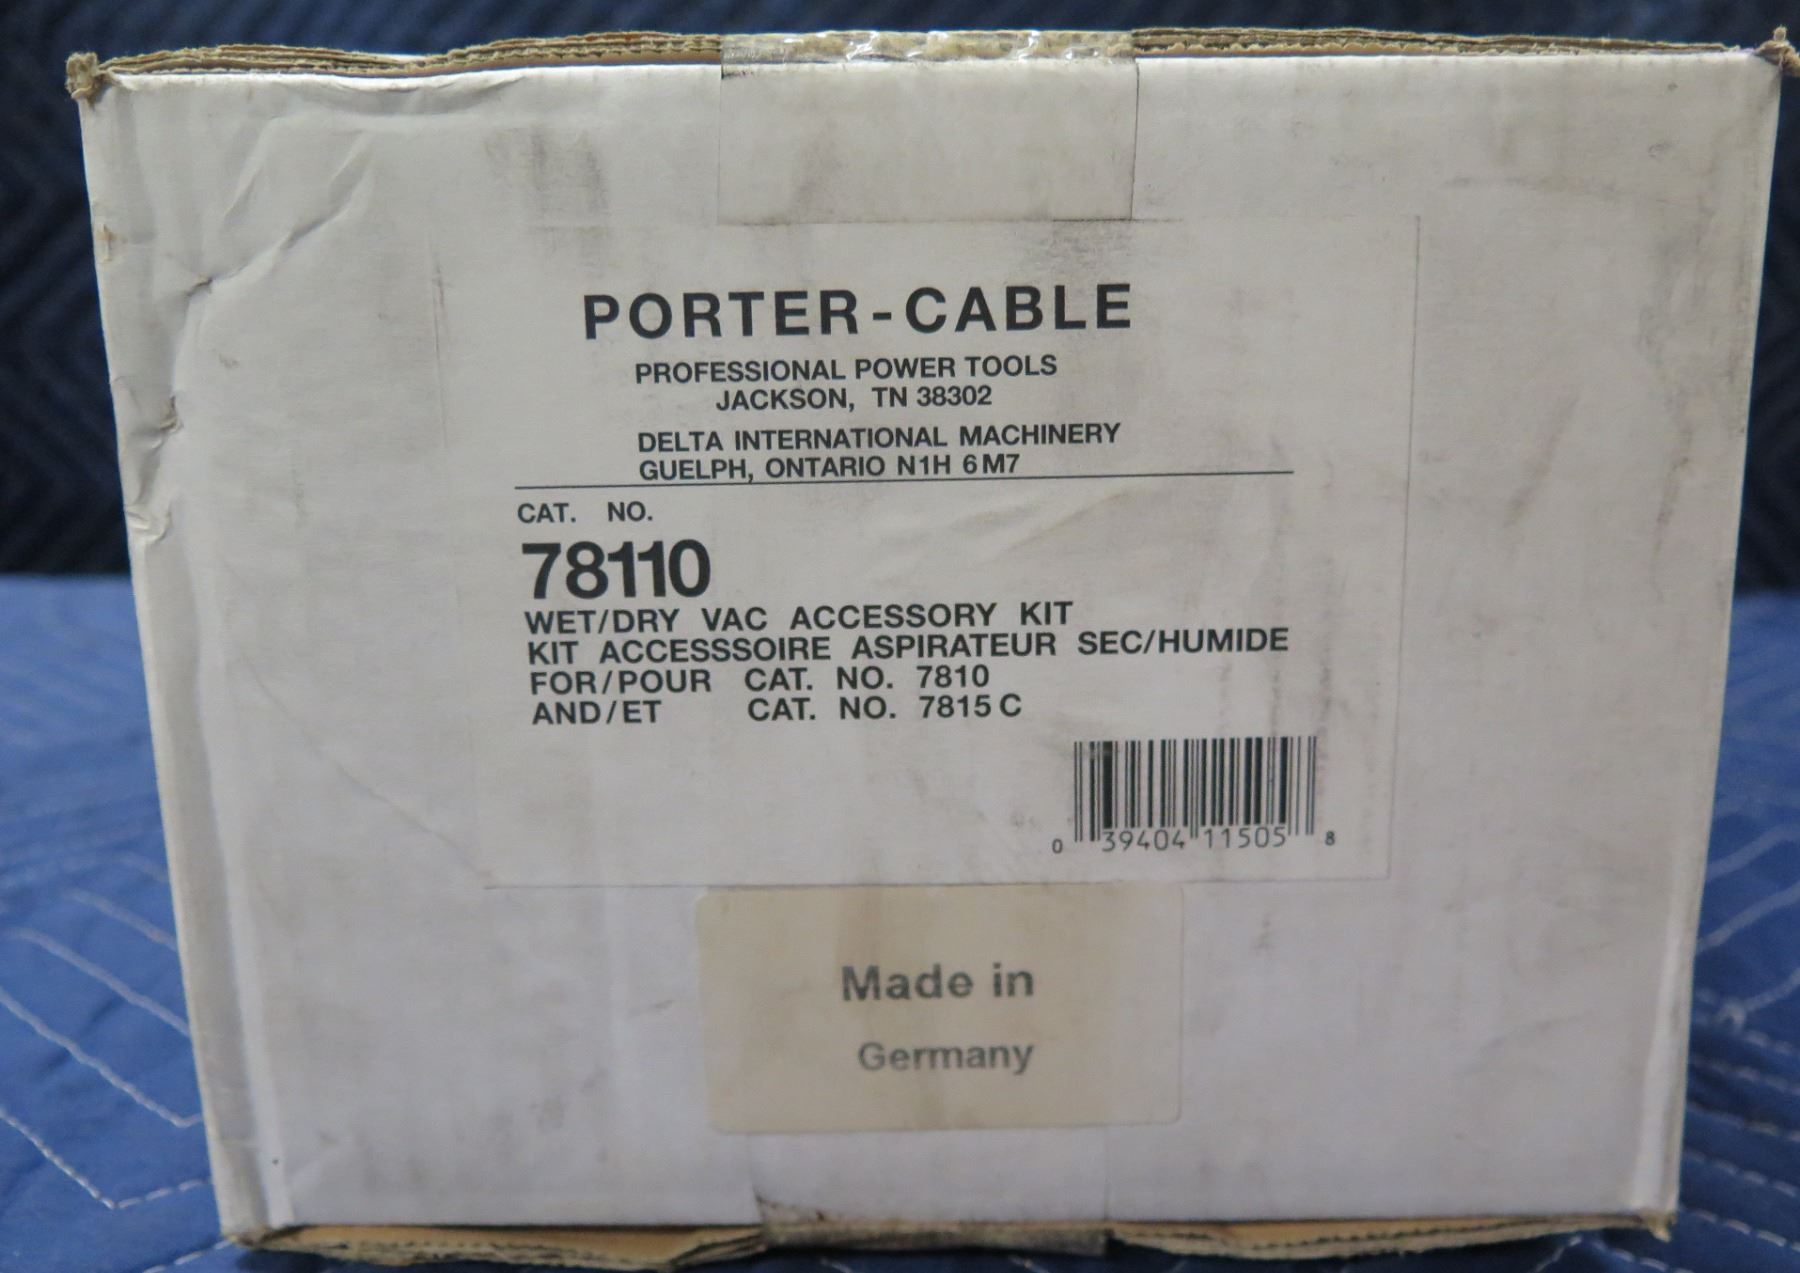 PORTER-CABLE
PROFESSIONAL POWER TOOLS
JACKSON, TN 38302
DELTA INTERNATIONAL MACHINERY
GUELPH, ONTARIO N1H 6M7
CAT. NO.
78110
WET/DRY VAC ACCESSORY KIT
KIT ACCESSSOIRE ASPIRATEUR SEC/HUMIDE
FOR/POUR CAT. NO. 7810
AND/ET CAT. NO. 7815 C
0 39404 11505 8
Made in
Germany